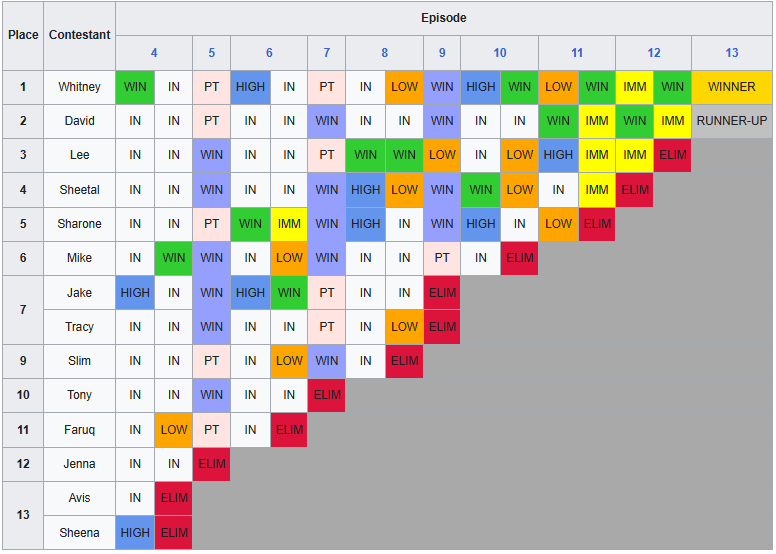 Place Contestant Episode
4 5 6 7 8 9 10 11 12 13
1 Whitney WIN IN PT HIGH IN PT IN LOW WIN HIGH WIN LOW WIN IMM WIN WINNER
2 David IN IN PT IN IN WIN IN IN WIN IN IN WIN IMM WIN IMM RUNNER-UP
3 Lee IN IN WIN IN IN PT WIN WIN LOW IN LOW HIGH IMM IMM ELIM
4 Sheetal IN IN WIN IN IN WIN HIGH LOW WIN WIN LOW IN IMM ELIM
5 Sharone IN IN PT WIN IMM WIN HIGH IN WIN HIGH IN LOW ELIM
6 Mike IN WIN WIN IN LOW WIN IN IN PT IN ELIM
7 Jake HIGH IN WIN HIGH WIN PT IN IN ELIM
Tracy IN IN WIN IN IN PT IN LOW ELIM
9 Slim IN IN PT IN LOW WIN IN ELIM
10 Tony IN IN WIN IN IN ELIM
11 Faruq IN LOW PT IN ELIM
12 Jenna IN IN ELIM
13 Avis IN ELIM
Sheena HIGH ELIM